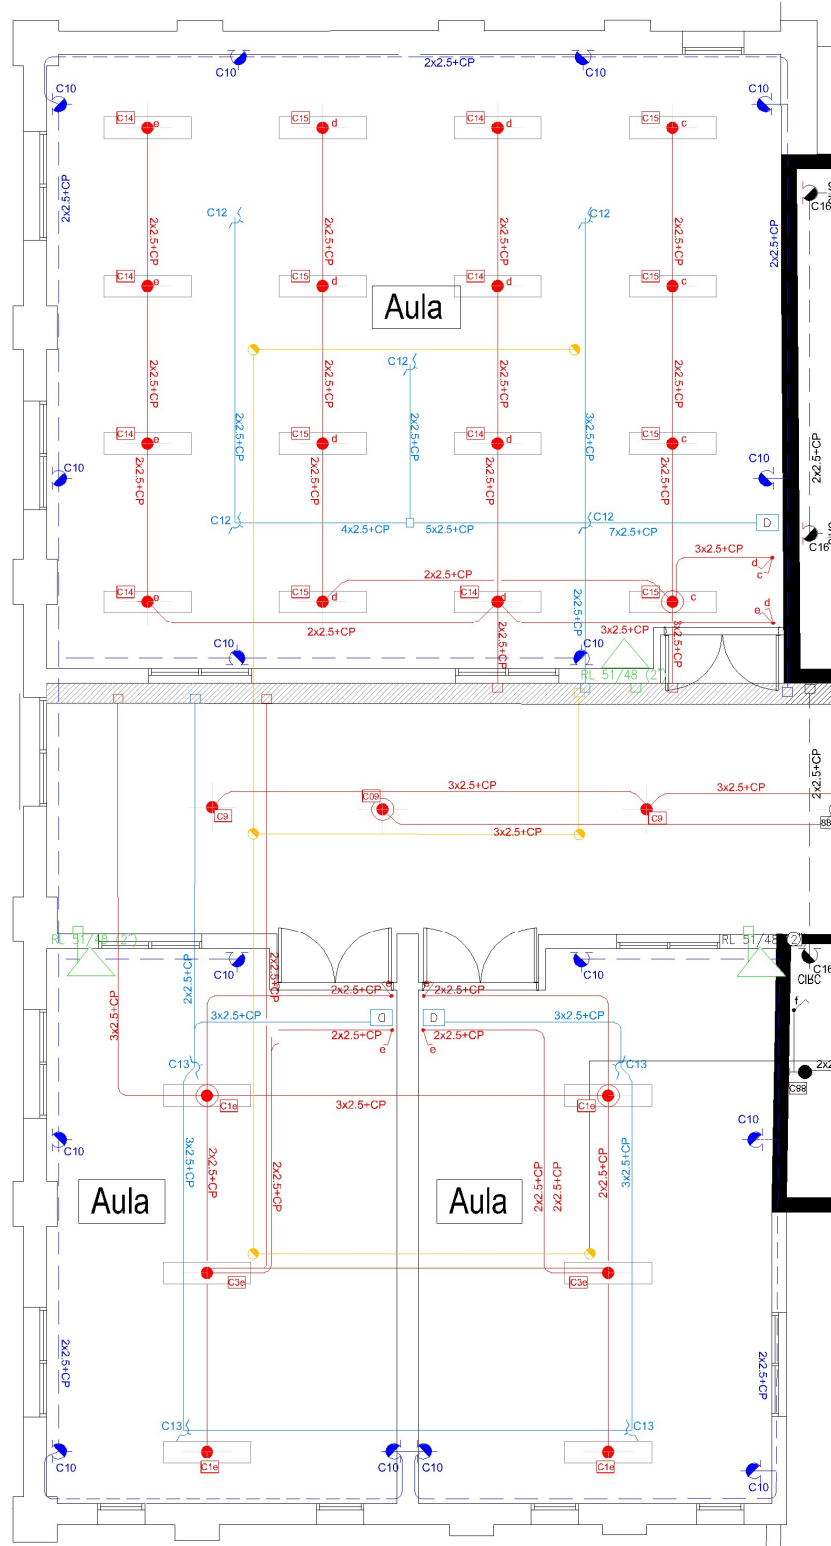 C10
2x2.5+CP
C10
C10
C10
C14 e
C15 d
C14 d
C15 c
C16
2x2.5+CP
C12
C12
2x2.5+CP
2x2.5+CP
2x2.5+CP
2x2.5+CP
2x2.5+CP
C14 e
C15 d
C14 d
C15 c
Aula
C12
2x2.5+CP
2x2.5+CP
2x2.5+CP
2x2.5+CP
2x2.5+CP
2x2.5+CP
3x2.5+CP
C14 e
C15 d
C14 d
C15 c
C10
C10
2x2.5+CP
2x2.5+CP
2x2.5+CP
2x2.5+CP
2x2.5+CP
C12
4x2.5+CP
5x2.5+CP
C12
7x2.5+CP
D
C16
3x2.5+CP
d
c
2x2.5+CP
C14 e
C15 d
C14 d
C15 c
2x2.5+CP
d
e
2x2.5+CP
3x2.5+CP
2x2.5+CP
3x2.5+CP
C10
C10
RL 51/48 (2")
2x2.5+CP
3x2.5+CP
3x2.5+CP
C09
C9
C9
3x2.5+CP
88
RL 51/48 (2")
RL 51/48 (2")
C10
C10
C16
CIRC
2x2.5+CP
2x2.5+CP
3x2.5+CP
2x2.5+CP
e
2x2.5+CP
e
f
3x2.5+CP
D
D
3x2.5+CP
2x2.5+CP
e
2x2.5+CP
e
C13
C13
2x2
C88
C1e
3x2.5+CP
C1e
C10
C10
3x2.5+CP
2x2.5+CP
2x2.5+CP
2x2.5+CP
2x2.5+CP
2x2.5+CP
3x2.5+CP
Aula
Aula
C3e
C3e
2x2.5+CP
2x2.5+CP
C13
C13
C10
C1e
C10
C10
C1e
C10